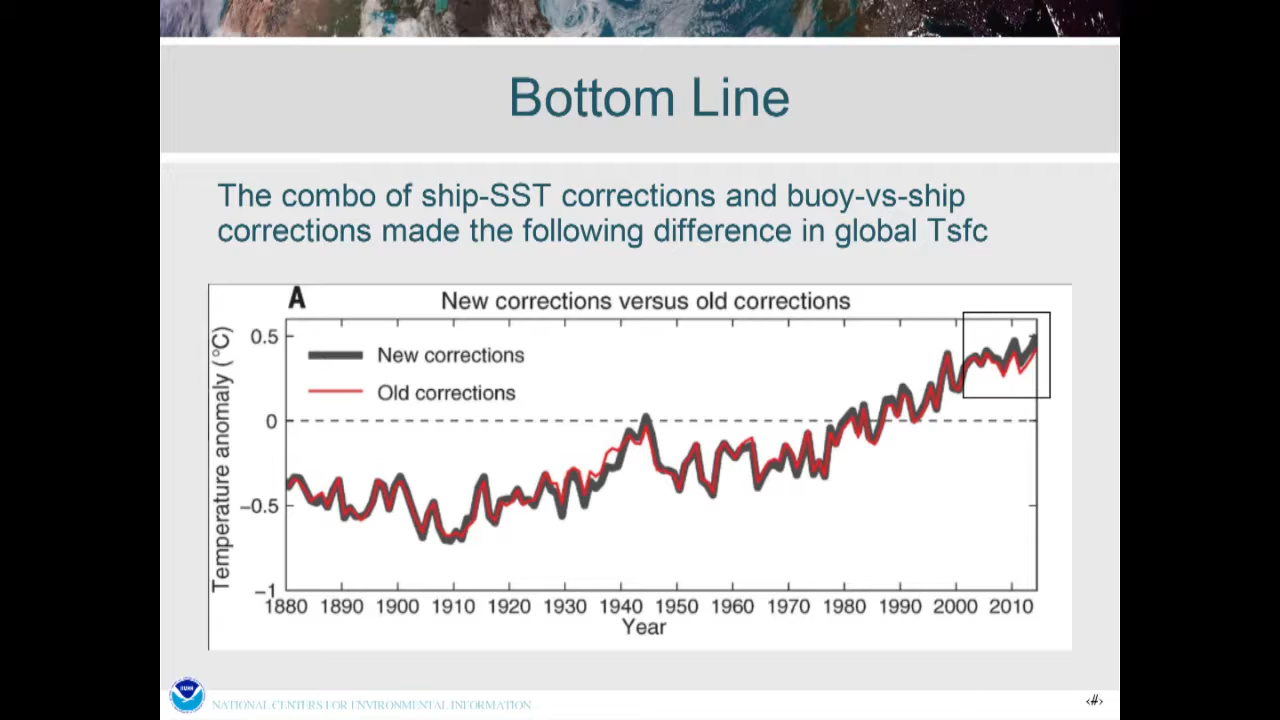 Bottom Line
The combo of ship-SST corrections and buoy-vs-ship
corrections made the following difference in global Tsfc
A
New corrections versus old corrections
Temperature anomaly (°C)
0.5
0
−0.5
−1
New corrections
Old corrections
1880 1890 1900 1910 1920 1930 1940 1950 1960 1970 1980 1990 2000 2010
Year
NATIONAL CENTERS FOR ENVIRONMENTAL INFORMATION
‹#›